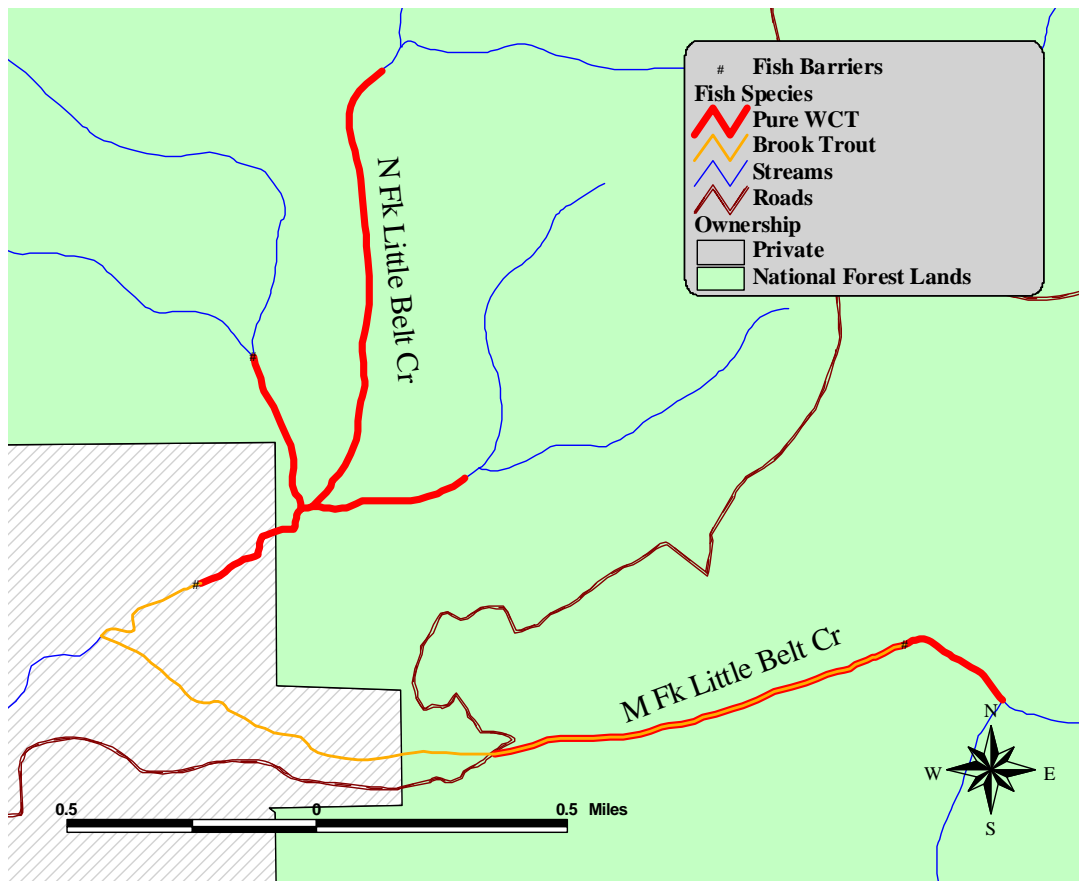 # Fish Barriers
Fish Species
Pure WCT
Brook Trout
Streams
Roads
Ownership
Private
National Forest Lands
N Fk Little Belt Cr
#
#
M Fk Little Belt Cr
#
N
W E
S
0.5 0 0.5 Miles